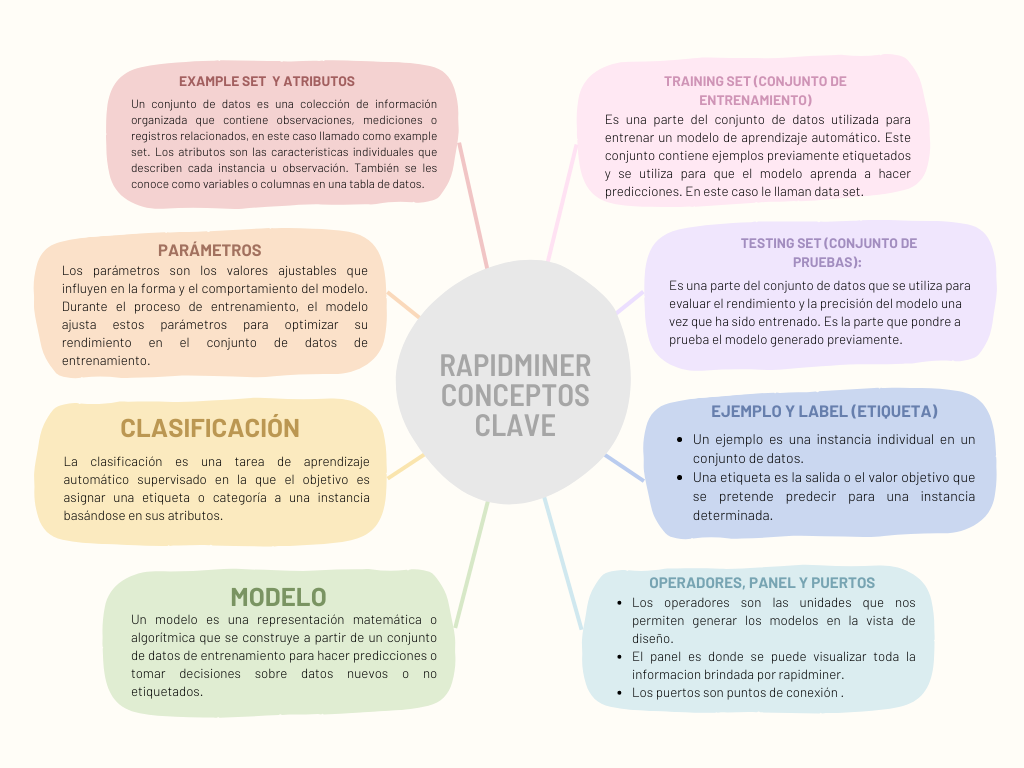 EXAMPLE SET Y ATRIBUTOS
Un conjunto de datos es una colección de información
organizada que contiene observaciones, mediciones o
registros relacionados, en este caso llamado como example
set. Los atributos son las características individuales que
describen cada instancia u observación. También se les
conoce como variables o columnas en una tabla de datos.
TRAINING SET (CONJUNTO DE
ENTRENAMIENTO)
Es una parte del conjunto de datos utilizada para
entrenar un modelo de aprendizaje automático. Este
conjunto contiene ejemplos previamente etiquetados
y se utiliza para que el modelo aprenda a hacer
predicciones. En este caso le llaman data set.
PARÁMETROS
Los parámetros son los valores ajustables que
influyen en la forma y el comportamiento del modelo.
Durante el proceso de entrenamiento, el modelo
ajusta estos parámetros para optimizar su
rendimiento en el conjunto de datos de
entrenamiento.
TESTING SET (CONJUNTO DE
PRUEBAS):
Es una parte del conjunto de datos que se utiliza para
evaluar el rendimiento y la precisión del modelo una
vez que ha sido entrenado. Es la parte que pondre a
prueba el modelo generado previamente.
RAPIDMINER
CONCEPTOS
CLAVE
CLASIFICACIÓN
La clasificación es una tarea de aprendizaje
automático supervisado en la que el objetivo es
asignar una etiqueta o categoría a una instancia
basándose en sus atributos.
EJEMPLO Y LABEL (ETIQUETA)
• Un ejemplo es una instancia individual en un
conjunto de datos.
• Una etiqueta es la salida o el valor objetivo que
se pretende predecir para una instancia
determinada.
MODELO
Un modelo es una representación matemática o
algorítmica que se construye a partir de un conjunto
de datos de entrenamiento para hacer predicciones o
tomar decisiones sobre datos nuevos o no
etiquetados.
OPERADORES, PANEL Y PUERTOS
• Los operadores son las unidades que nos
permiten generar los modelos en la vista de
diseño.
• El panel es donde se puede visualizar toda la
informacion brindada por rapidminer.
• Los puertos son puntos de conexión .